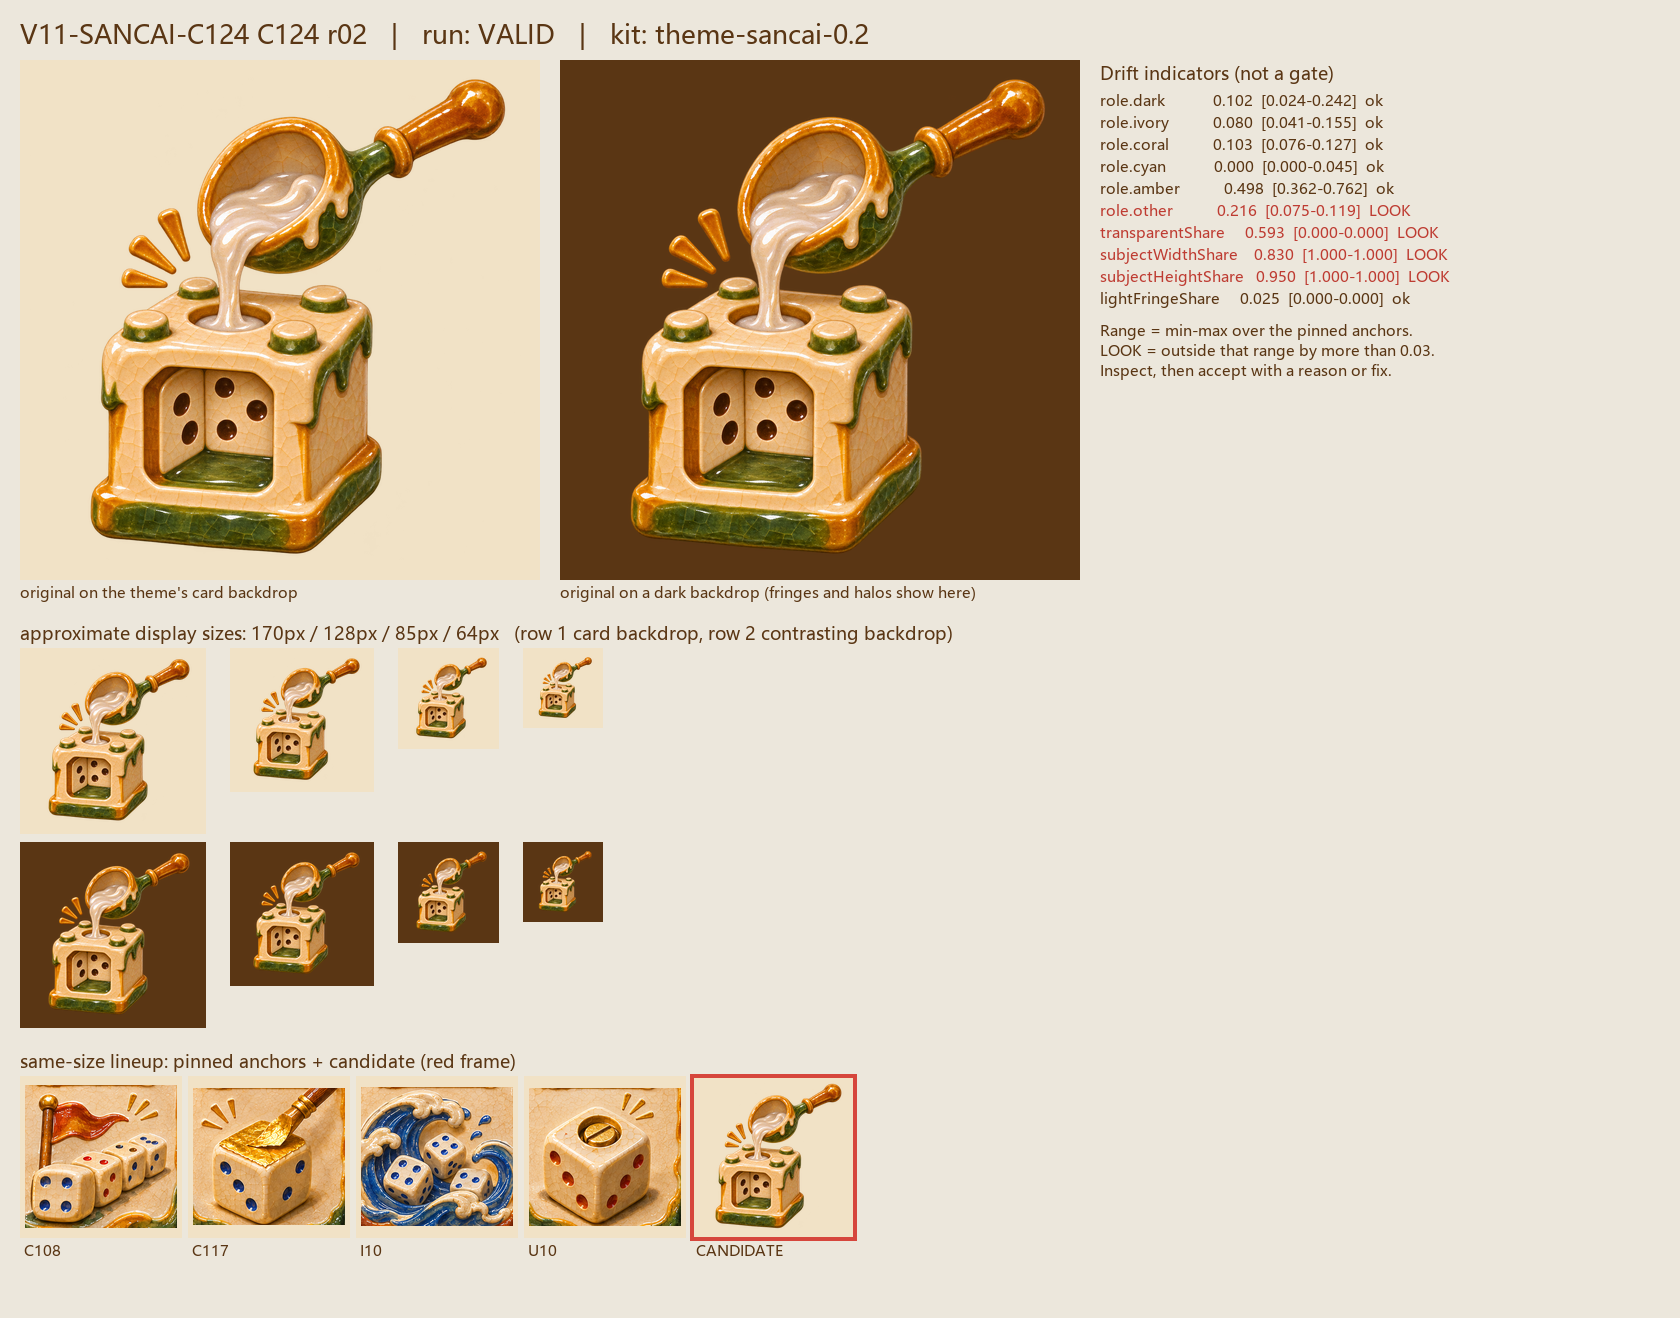 V11-SANCAI-C124 C124 r02 | run: VALID | kit: theme-sancai-0.2
Drift indicators (not a gate)
role.dark 0.102 [0.024-0.242] ok
role.ivory 0.080 [0.041-0.155] ok
role.coral 0.103 [0.076-0.127] ok
role.cyan 0.000 [0.000-0.045] ok
role.amber 0.498 [0.362-0.762] ok
role.other 0.216 [0.075-0.119] LOOK
transparentShare 0.593 [0.000-0.000] LOOK
subjectWidthShare 0.830 [1.000-1.000] LOOK
subjectHeightShare 0.950 [1.000-1.000] LOOK
lightFringeShare 0.025 [0.000-0.000] ok
Range = min-max over the pinned anchors.
LOOK = outside that range by more than 0.03.
Inspect, then accept with a reason or fix.
original on the theme's card backdrop
original on a dark backdrop (fringes and halos show here)
approximate display sizes: 170px / 128px / 85px / 64px (row 1 card backdrop, row 2 contrasting backdrop)
same-size lineup: pinned anchors + candidate (red frame)
C108
C117
I10
U10
CANDIDATE